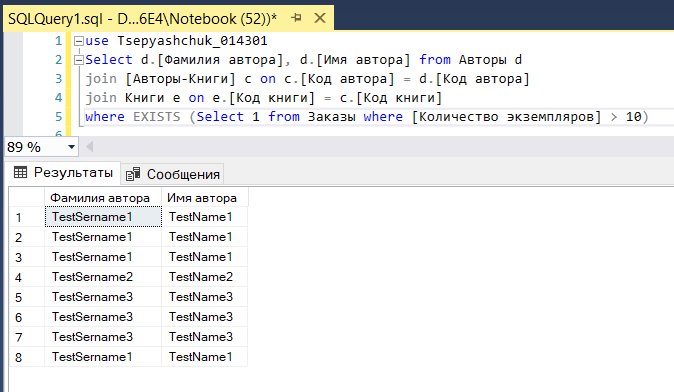 SQLQuery1.sql - D...6E4\Notebook (52))*
1 use Tsepyashchuk_014301
2 Select d.[Фамилия автора], d.[Имя автора] from Авторы d
3 join [Авторы-Книги] c on c.[Код автора] = d.[Код автора]
4 join Книги e on e.[Код книги] = c.[Код книги]
5 where EXISTS (Select 1 from Заказы where [Количество экземпляров] > 10)
6
89 %
Результаты Сообщения
Фамилия автора Имя автора
1 TestSername1 TestName1
2 TestSername1 TestName1
3 TestSername1 TestName1
4 TestSername2 TestName2
5 TestSername3 TestName3
6 TestSername3 TestName3
7 TestSername3 TestName3
8 TestSername1 TestName1